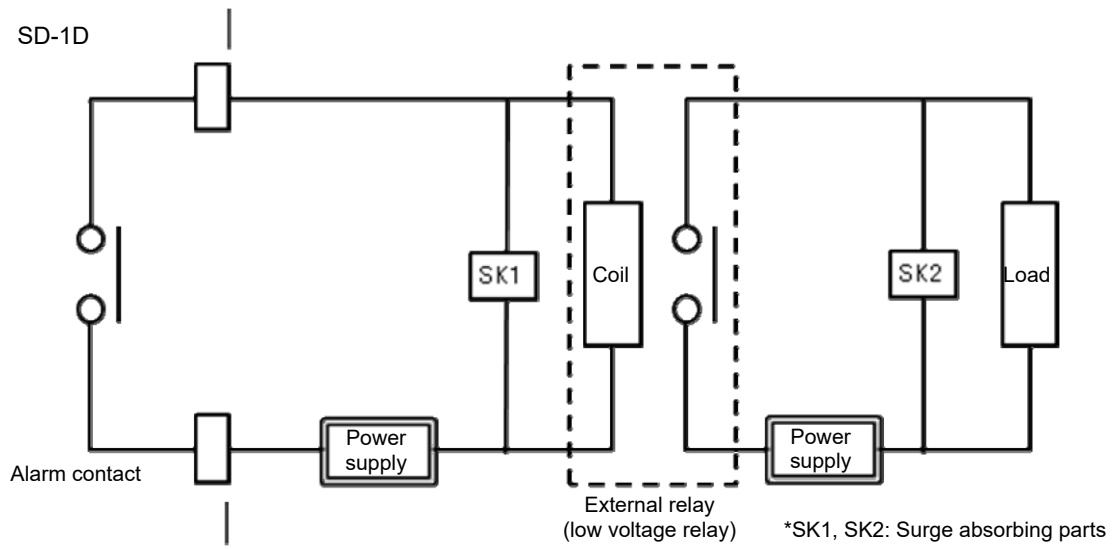 SD-1D
SK1
Coil
SK2
Load
Power
supply
Power
supply
Alarm contact
External relay
(low voltage relay)
*SK1, SK2: Surge absorbing parts